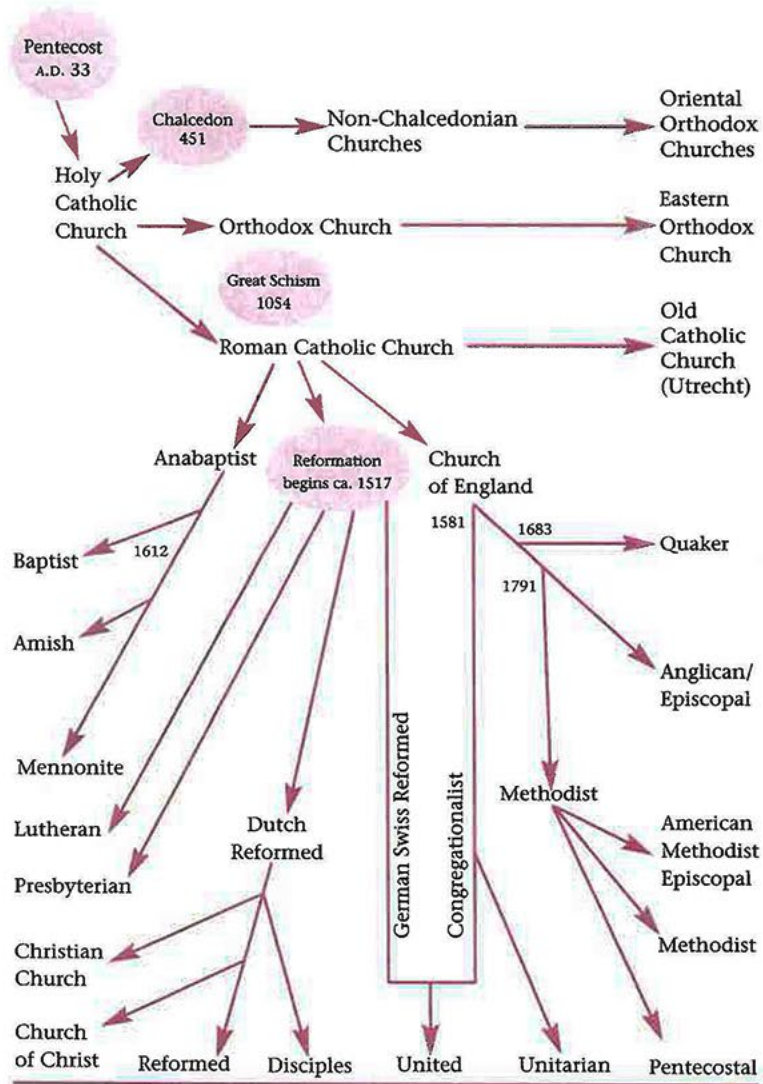 Pentecost
A.D. 33
Chalcedon
451
Non-Chalcedonian
Churches
Oriental
Orthodox
Churches
Holy
Catholic
Church
Orthodox Church
Eastern
Orthodox
Church
Great Schism
1054
Roman Catholic Church
Old
Catholic
Church
(Utrecht)
Anabaptist
Reformation
begins ca. 1517
Church
of England
1581
1683
Quaker
1612
Baptist
1791
Amish
Anglican/
Episcopal
Mennonite
Lutheran
Presbyterian
Dutch
Reformed
German Swiss Reformed
Congregationalist
Methodist
American
Methodist
Episcopal
Methodist
Christian
Church
Church
of Christ
Reformed
Disciples
United
Unitarian
Pentecostal